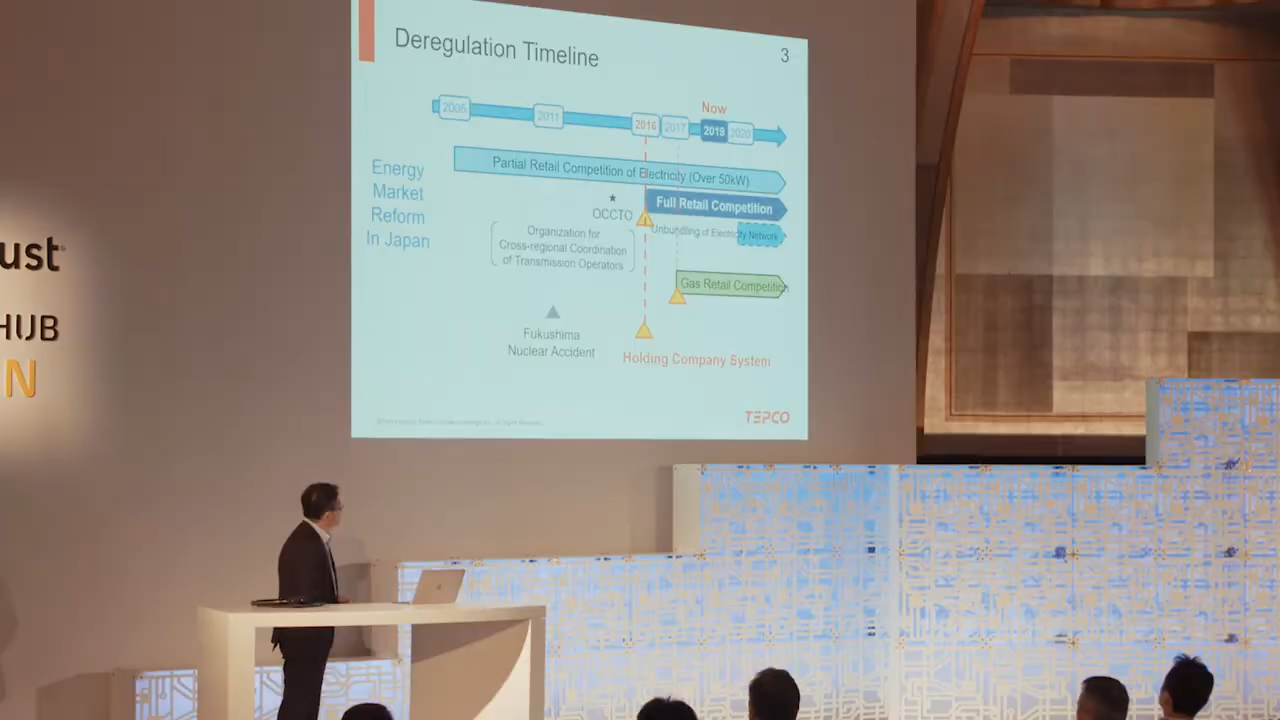 ust
HUB
N
Deregulation Timeline
3
Now
2005
2011
2016
2017
2019
2020
Energy
Market
Reform
In Japan
Partial Retail Competition of Electricity (Over 50kW)
Full Retail Competition
OCCTO
Unbundling of Electricity Network
Organization for
Cross-regional Coordination
of Transmission Operators
Gas Retail Competition
Fukushima
Nuclear Accident
Holding Company System
TEPCO